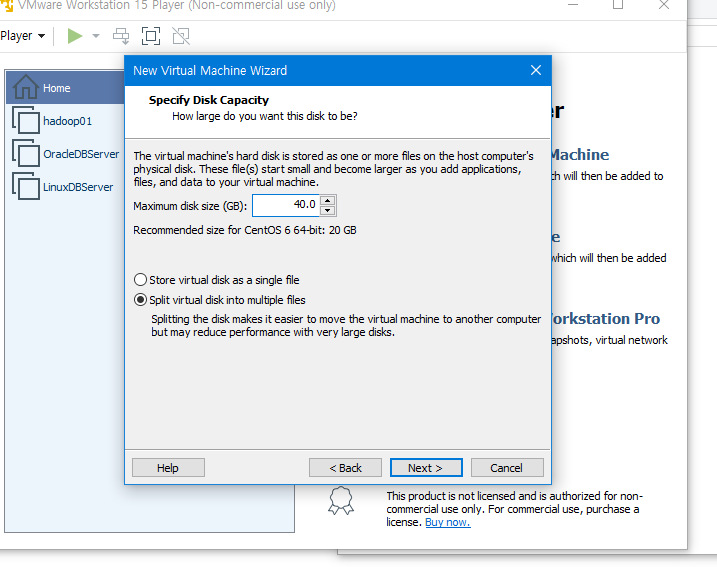 VMware Workstation 15 Player (Non-commercial use only)
Player
New Virtual Machine Wizard
Home
hadoop01
OracleDBServer
LinuxDBServer
Specify Disk Capacity
How large do you want this disk to be?
The virtual machine's hard disk is stored as one or more files on the host computer's
physical disk. These file(s) start small and become larger as you add applications,
files, and data to your virtual machine.
Maximum disk size (GB): 40.0
Recommended size for CentOS 6 64-bit: 20 GB
Store virtual disk as a single file
Split virtual disk into multiple files
Splitting the disk makes it easier to move the virtual machine to another computer
but may reduce performance with very large disks.
Help
< Back
Next >
Cancel
er
Machine
which will then be added to
e
which will then be added
Workstation Pro
napshots, virtual network
This product is not licensed and is authorized for non-
commercial use only. For commercial use, purchase a
license. Buy now.